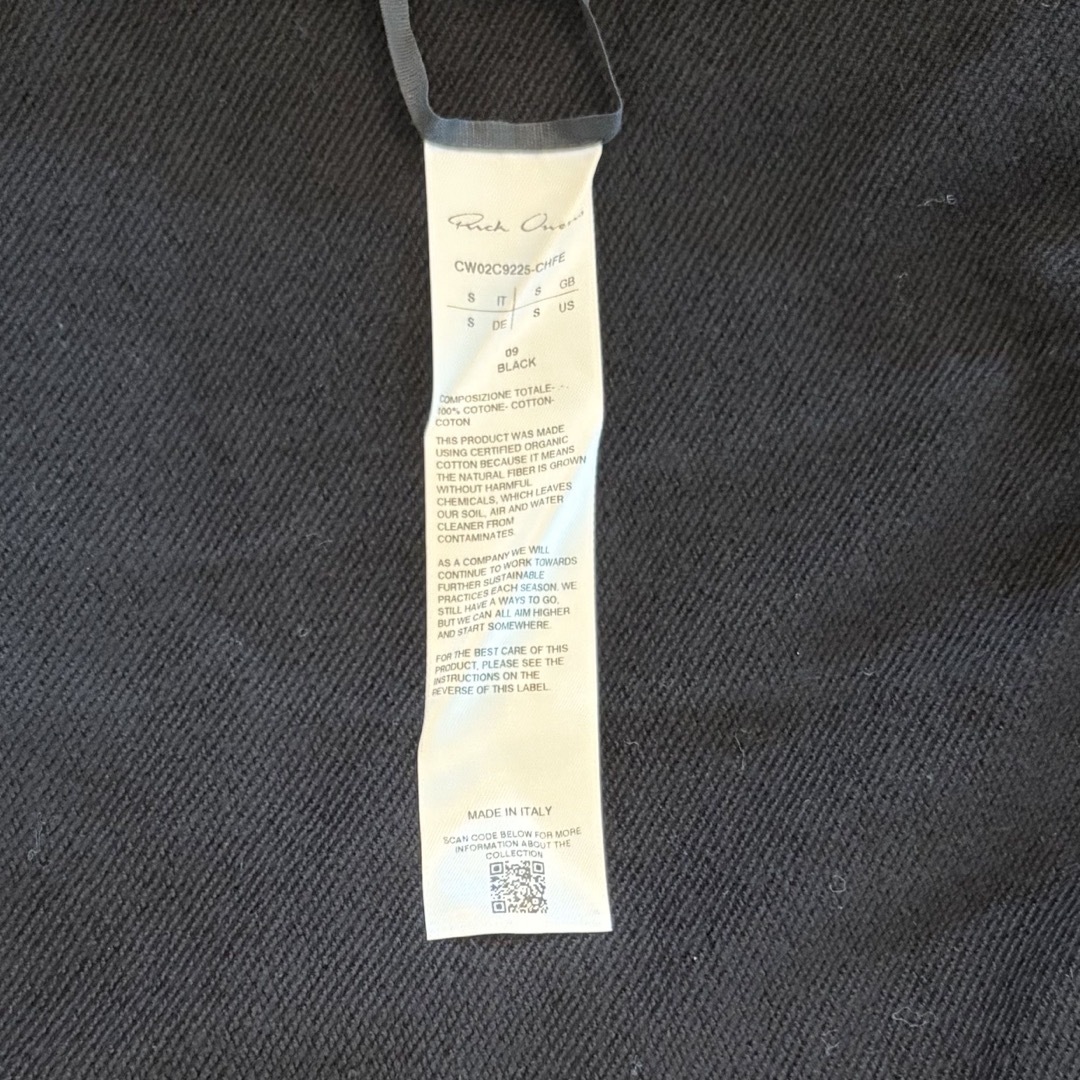 Rick Owens
CW02C9225-CHFE
S IT S GB
S DE S US
09
BLACK
COMPOSIZIONE TOTALE-
100% COTONE- COTTON-
COTON
THIS PRODUCT WAS MADE
USING CERTIFIED ORGANIC
COTTON BECAUSE IT MEANS
THE NATURAL FIBER IS GROWN
WITHOUT HARMFUL
CHEMICALS, WHICH LEAVES
OUR SOIL, AIR AND WATER
CLEANER FROM
CONTAMINATES.
AS A COMPANY WE WILL
CONTINUE TO WORK TOWARDS
FURTHER SUSTAINABLE
PRACTICES EACH SEASON. WE
STILL HAVE A WAYS TO GO,
BUT WE CAN ALL AIM HIGHER
AND START SOMEWHERE.
FOR THE BEST CARE OF THIS
PRODUCT, PLEASE SEE THE
INSTRUCTIONS ON THE
REVERSE OF THIS LABEL.
MADE IN ITALY
SCAN CODE BELOW FOR MORE
INFORMATION ABOUT THE
COLLECTION